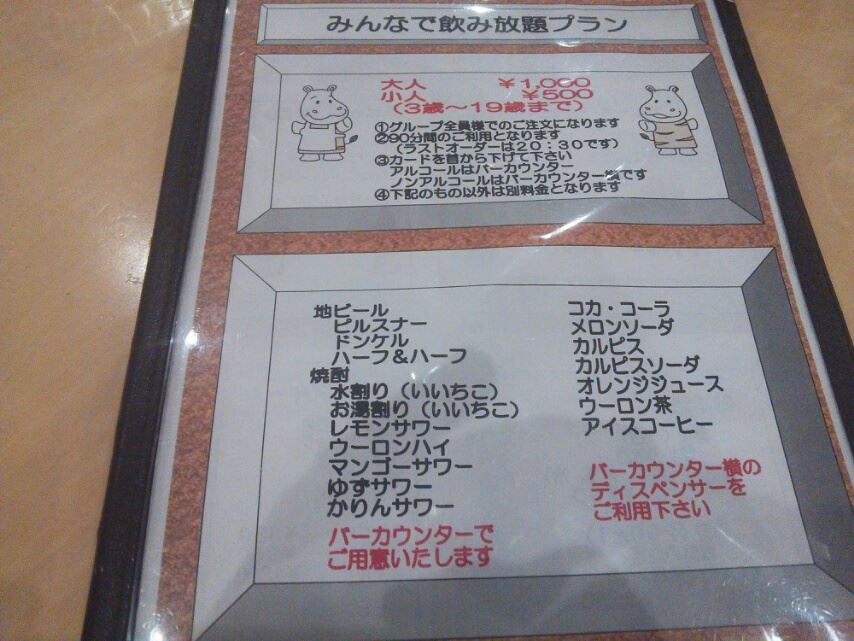 みんなで飲み放題プラン
大人 ￥1,000
小人 ￥500
（3歳～19歳まで）
①グループ全員様でのご注文になります
②90分間のご利用となります
（ラストオーダーは20：30です）
③カードを首から下げて下さい
アルコールはバーカウンター
ノンアルコールはバーカウンター横です
④下記のもの以外は別料金となります
地ビール
ピルスナー
ドンケル
ハーフ＆ハーフ
焼酎
水割り（いいちこ）
お湯割り（いいちこ）
レモンサワー
ウーロンハイ
マンゴーサワー
ゆずサワー
かりんサワー
バーカウンターで
ご用意いたします
コカ・コーラ
メロンソーダ
カルピス
カルピスソーダ
オレンジジュース
ウーロン茶
アイスコーヒー
バーカウンター横の
ディスペンサーを
ご利用下さい